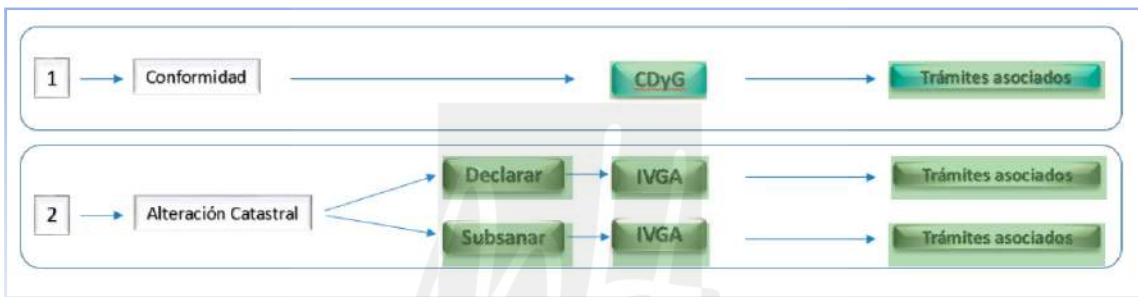 1 Conformidad CDyG Trámites asociados
Declarar IVGA Trámites asociados
2 Alteración Catastral
Subsanar IVGA Trámites asociados